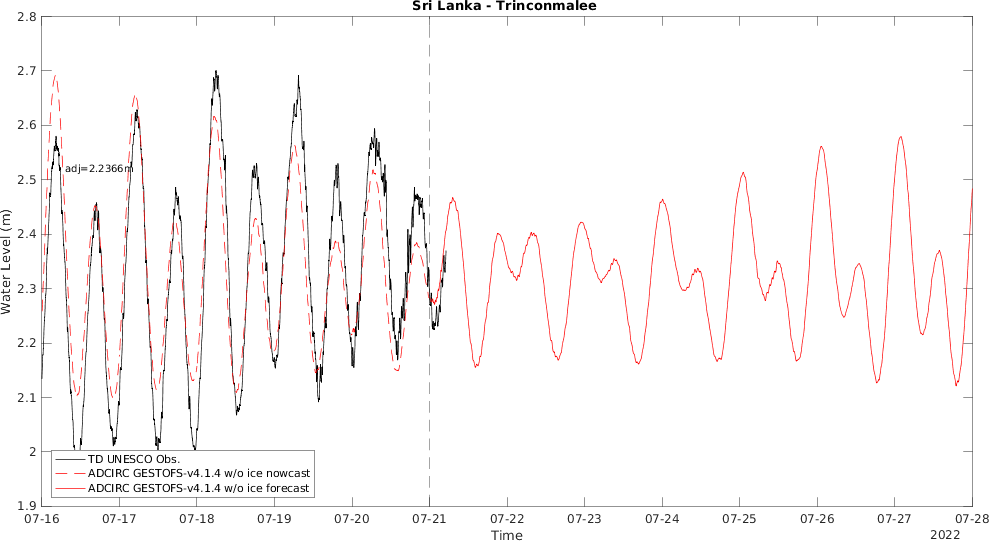 Sri Lanka - Trinconmalee
2.8
2.7
2.6
2.5
2.4
2.3
2.2
2.1
2
1.9
Water Level (m)
adj=2.2366m
TD UNESCO Obs.
ADCIRC GESTOFS-v4.1.4 w/o ice nowcast
ADCIRC GESTOFS-v4.1.4 w/o ice forecast
07-16 07-17 07-18 07-19 07-20 07-21 07-22 07-23 07-24 07-25 07-26 07-27 07-28
Time
2022